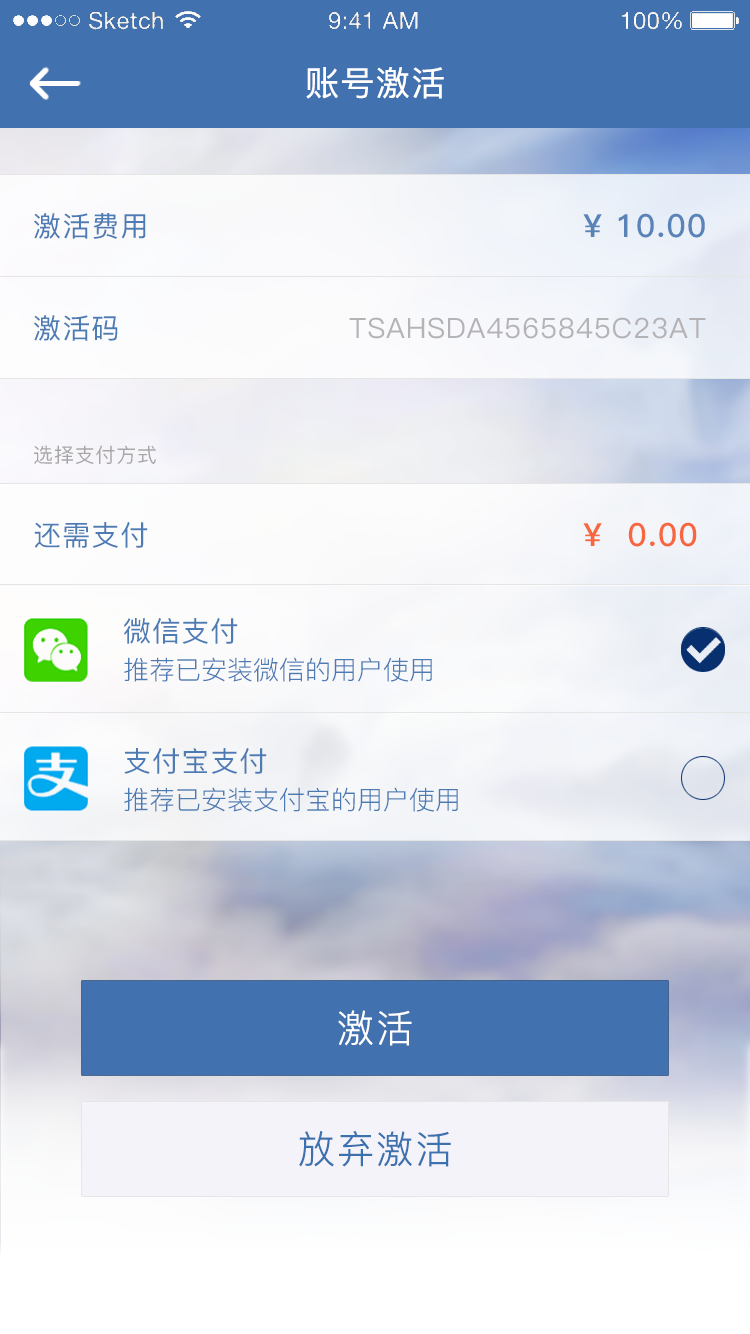 Sketch 9:41 AM 100%
账号激活
激活费用 ¥ 10.00
激活码 TSAHSDA4565845C23AT
选择支付方式
还需支付 ¥ 0.00
微信支付
推荐已安装微信的用户使用
支 支付宝支付
推荐已安装支付宝的用户使用
激活
放弃激活